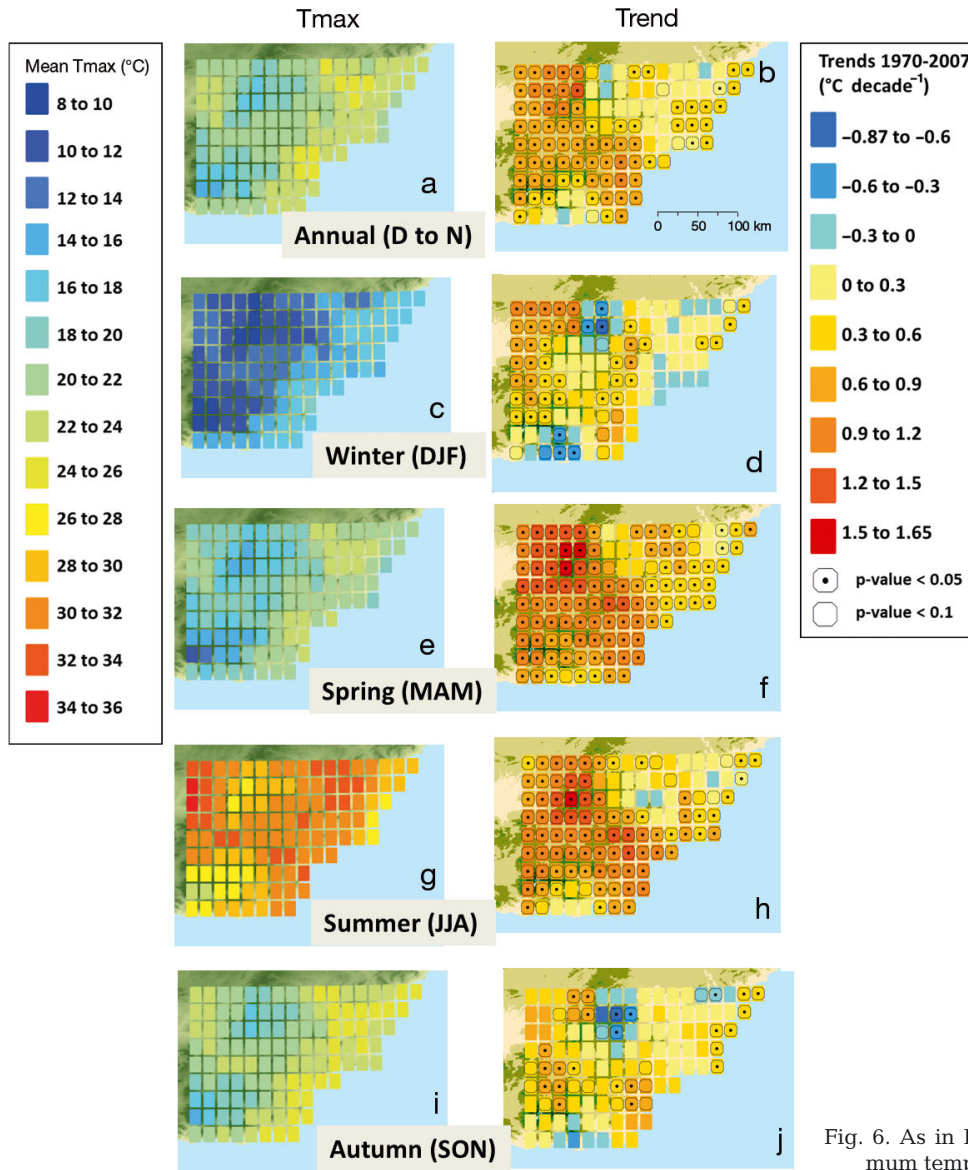 Tmax
Trend
Mean Tmax (°C)
8 to 10
10 to 12
12 to 14
14 to 16
16 to 18
18 to 20
20 to 22
22 to 24
24 to 26
26 to 28
28 to 30
30 to 32
32 to 34
34 to 36
a
b
0 50 100 km
Annual (D to N)
c
d
Winter (DJF)
e
f
Spring (MAM)
g
h
Summer (JJA)
i
j
Autumn (SON)
Trends 1970-2007
(°C decade⁻¹)
−0.87 to −0.6
−0.6 to −0.3
−0.3 to 0
0 to 0.3
0.3 to 0.6
0.6 to 0.9
0.9 to 1.2
1.2 to 1.5
1.5 to 1.65
p-value < 0.05
p-value < 0.1
Fig. 6. As in
mum temp